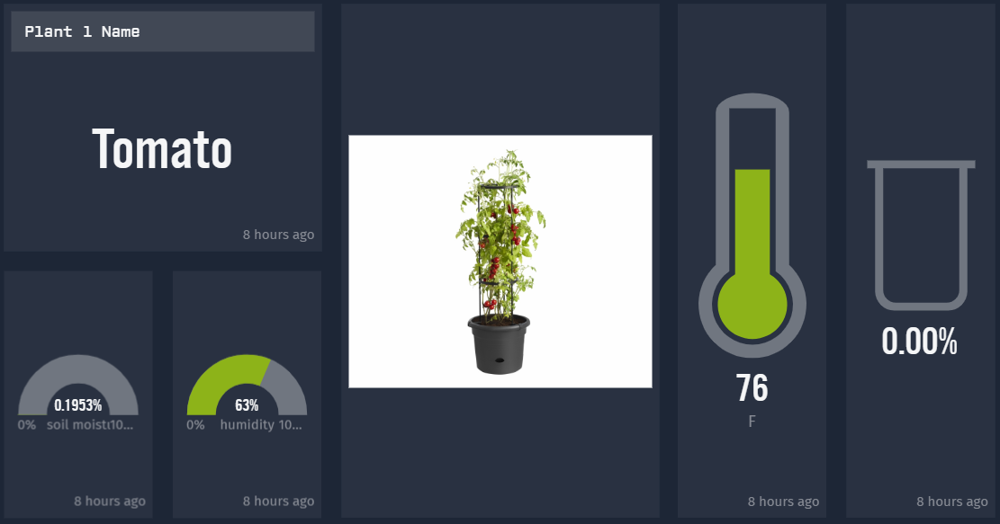 Plant 1 Name
Tomato
8 hours ago
0.1953%
0% soil moistu10...
8 hours ago
63%
0% humidity 10...
8 hours ago
76
F
8 hours ago
0.00%
8 hours ago